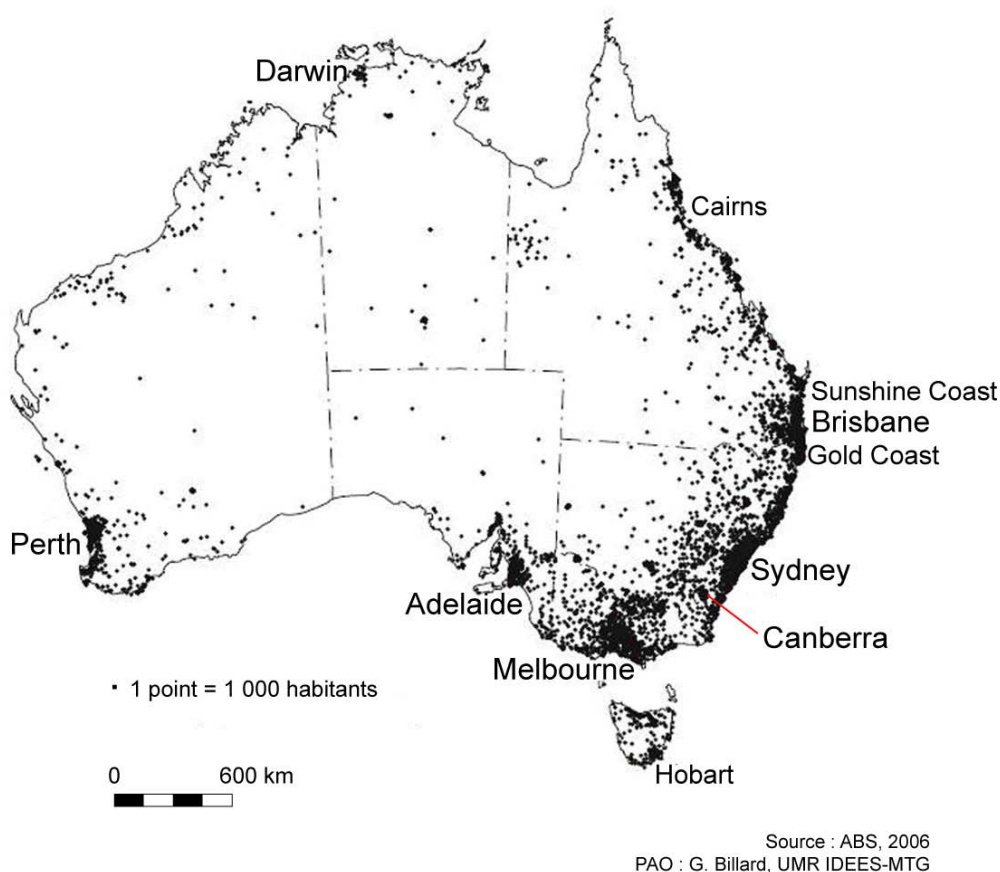 Darwin
Cairns
Sunshine Coast
Brisbane
Gold Coast
Perth
Sydney
Adelaide
Canberra
Melbourne
1 point = 1 000 habitants
Hobart
0 600 km
Source : ABS, 2006
PAO : G. Billard, UMR IDEES-MTG